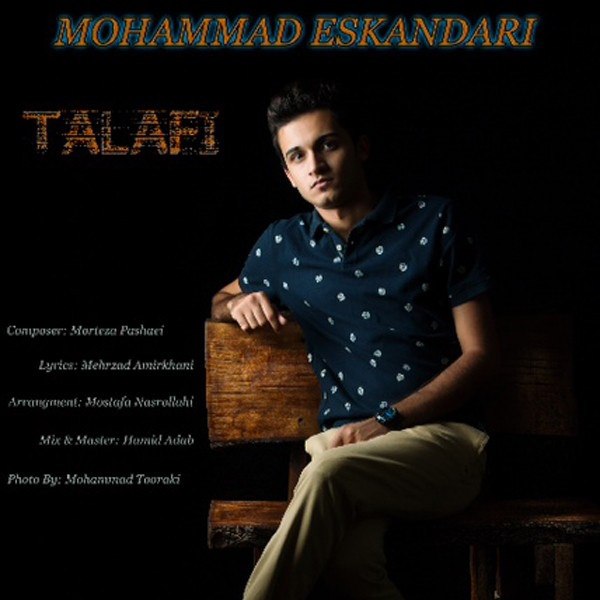 MOHAMMAD ESKANDARI
TALAFI
Composer: Morteza Pashaei
Lyrics: Mehrzad Amirkhani
Arrangment: Mostafa Nasrollahi
Mix & Master: Hamid Adab
Photo By: Mohammad Tooraki